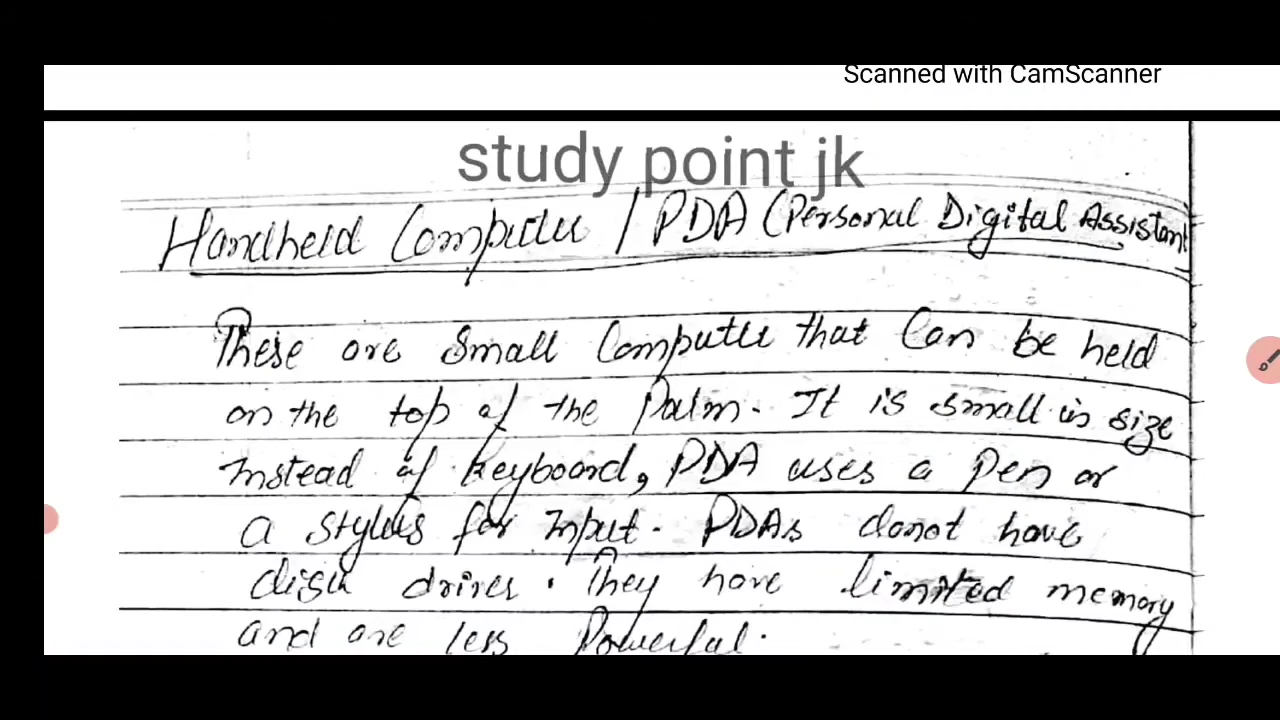 Scanned with CamScanner
study point jk
Handheld Computer / PDA (Personal Digital Assistant
These are small Computer that Can be held
on the top of the Palm. It is small in size
Instead of keyboard, PDA uses a Pen or
a stylus for Input. PDAs donot have
disk drives. They have limited memory
and are less Powerful.